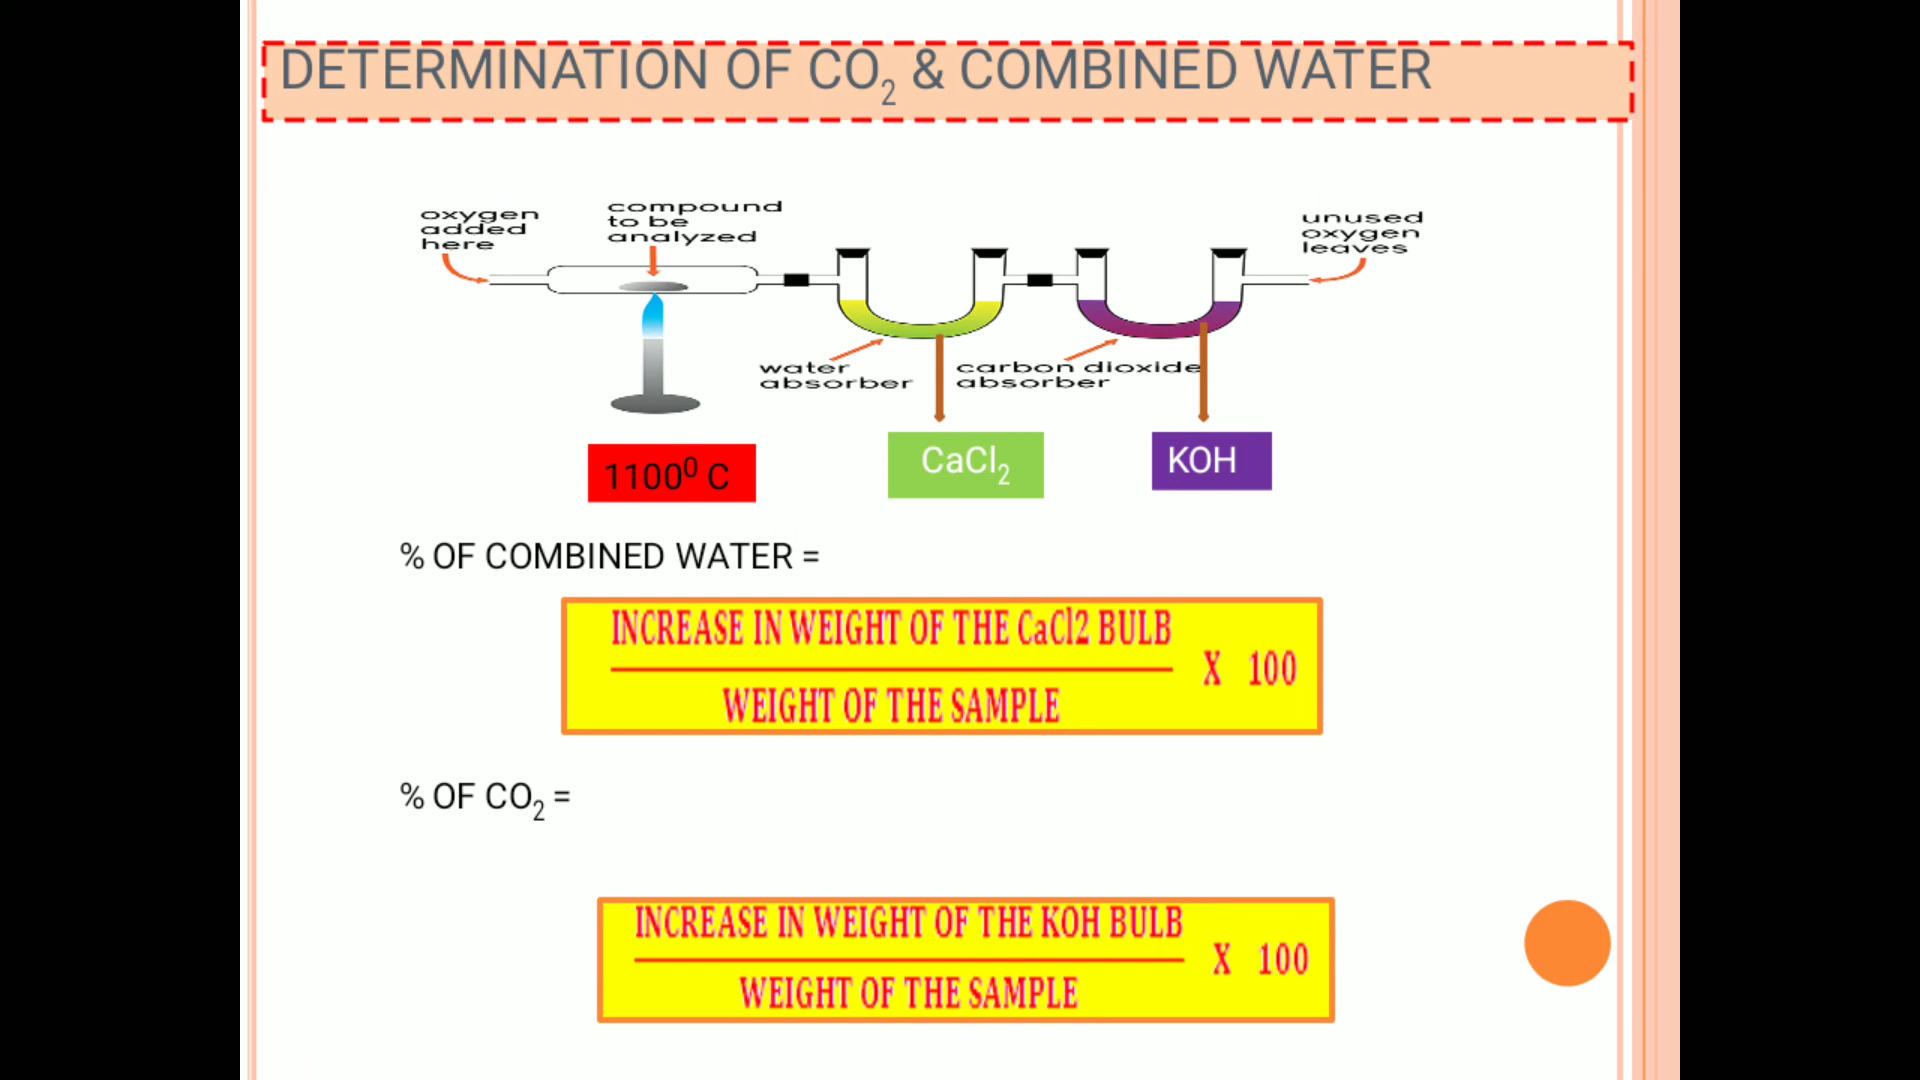 DETERMINATION OF CO₂ & COMBINED WATER
oxygen
added
here
compound
to be
analyzed
unused
oxygen
leaves
water
absorber
carbon dioxide
absorber
1100⁰ C
CaCl₂
KOH
% OF COMBINED WATER =
INCREASE IN WEIGHT OF THE CaCl2 BULB
X 100
WEIGHT OF THE SAMPLE
% OF CO₂ =
INCREASE IN WEIGHT OF THE KOH BULB
X 100
WEIGHT OF THE SAMPLE